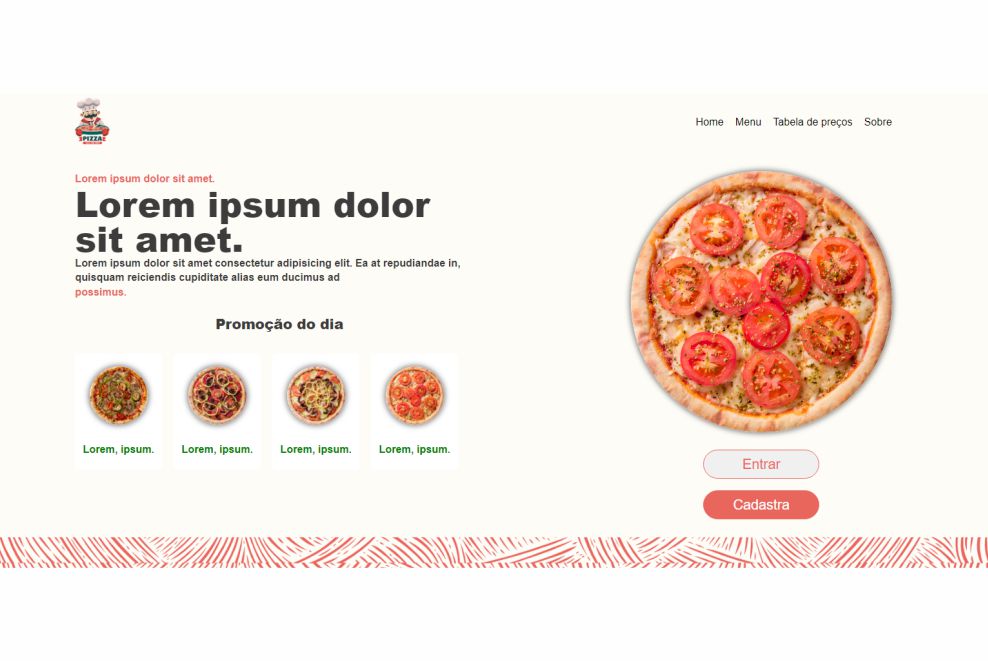 PIZZA
Home Menu Tabela de preços Sobre
Lorem ipsum dolor sit amet.
Lorem ipsum dolor
sit amet.
Lorem ipsum dolor sit amet consectetur adipisicing elit. Ea at repudiandae in,
quisquam reiciendis cupiditate alias eum ducimus ad
possimus.
Promoção do dia
Lorem, ipsum. Lorem, ipsum. Lorem, ipsum. Lorem, ipsum.
Entrar
Cadastra